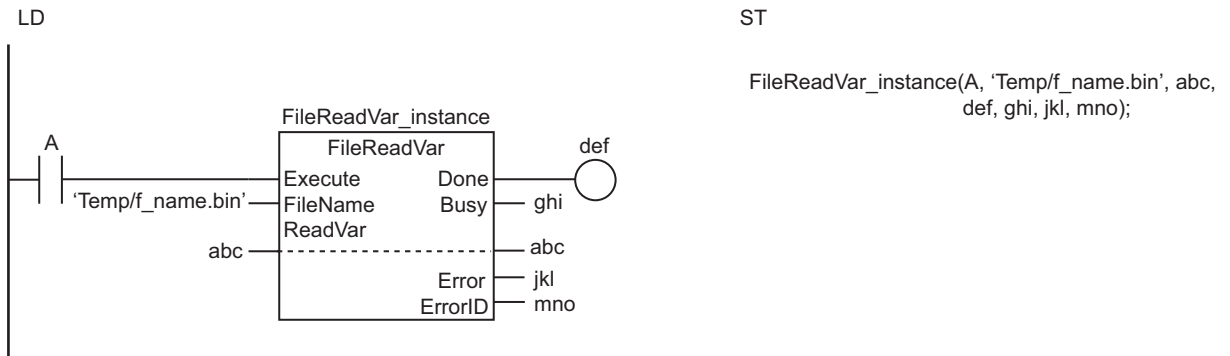 LD
ST
FileReadVar_instance(A, ‘Temp/f_name.bin’, abc,
def, ghi, jkl, mno);
FileReadVar_instance
A
FileReadVar
def
Execute Done
‘Temp/f_name.bin’ FileName Busy ghi
ReadVar
abc abc
Error jkl
ErrorID mno